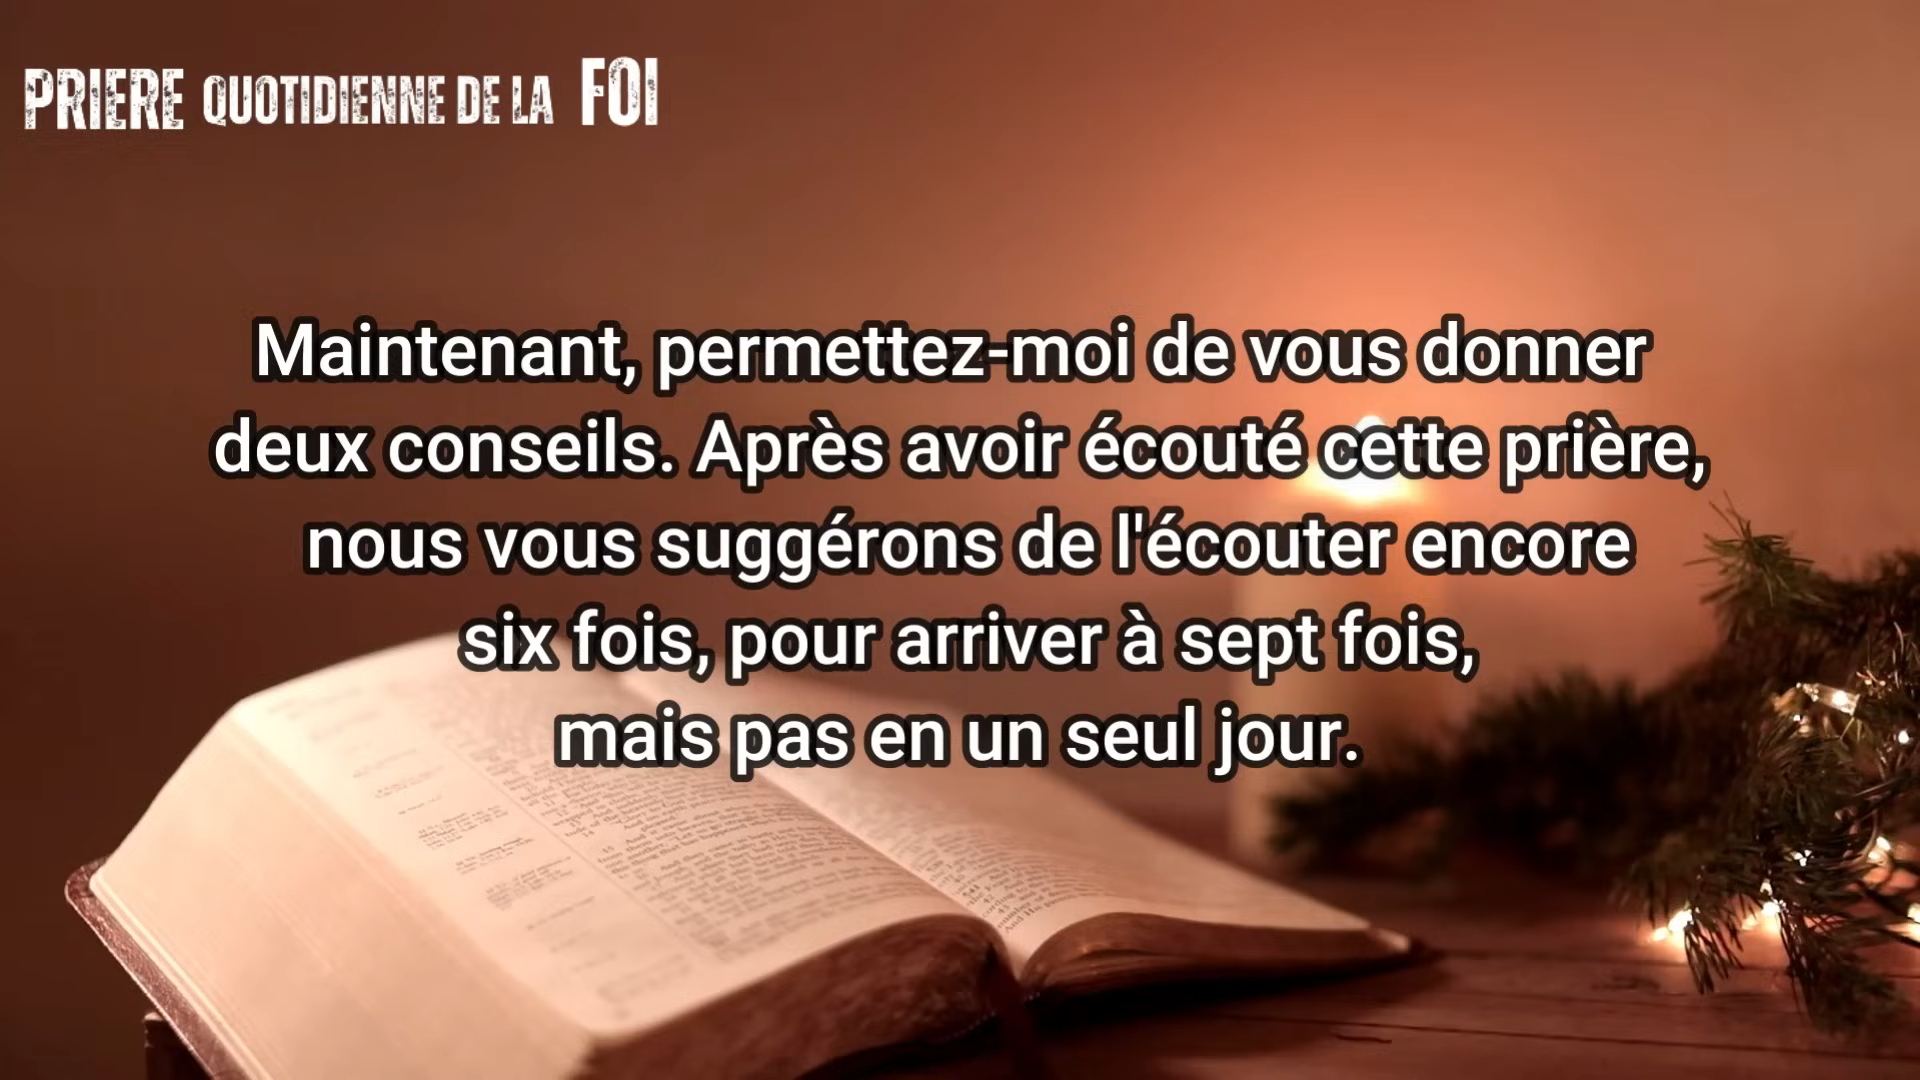 PRIERE QUOTIDIENNE DE LA FOI
Maintenant, permettez-moi de vous donner
deux conseils. Après avoir écouté cette prière,
nous vous suggérons de l'écouter encore
six fois, pour arriver à sept fois,
mais pas en un seul jour.